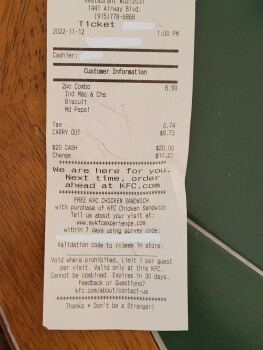 Restaurant #D212031
1441 Airway Blvd.
(915)778-6868
Ticket
2022-11-12 1:00 PM
Cashier:
Customer Information
2pc Combo 8.99
Ind Mac & Chs
Biscuit
Md Pepsi
Tax 0.74
CARRY OUT $9.73
$20 CASH $20.00
Change $10.27
We are here for you.
Next time, order
ahead at KFC.com
FREE KFC CHICKEN SANDWICH
with purchase of KFC Chicken Sandwich
Tell us about your visit at:
www.mykfcexperience.com
within 7 days using survey code:
Validation code to redeem in store:
Void where prohibited. Limit 1 per guest
per visit. Valid only at this KFC.
Cannot be combined. Expires in 30 days.
Feedback or Questions?
kfc.com/about/contact-us
Thanks * Don't be a Stranger!